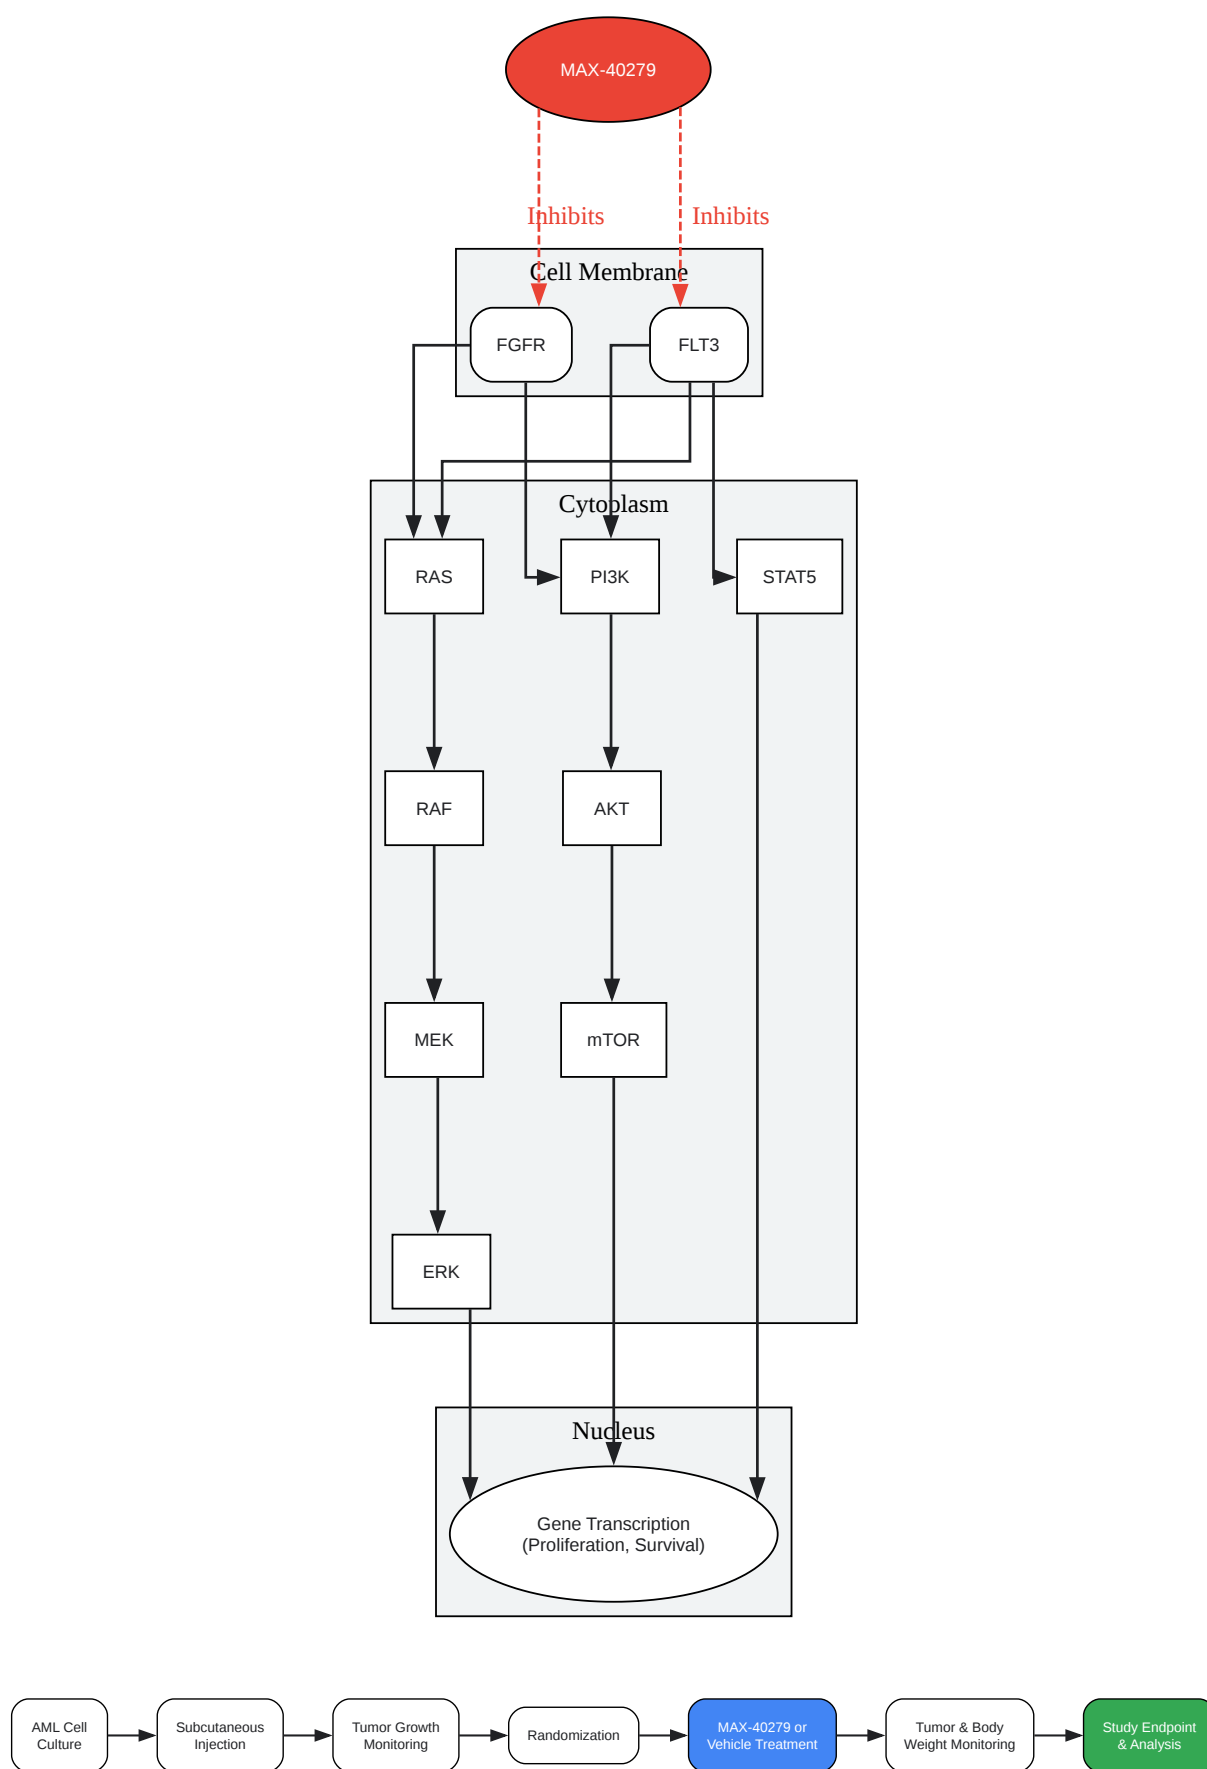 MAX-40279
Inhibits
Inhibits
Cell Membrane
FGFR
FLT3
Cytoplasm
RAS
PI3K
STAT5
RAF
AKT
MEK
mTOR
ERK
Nucleus
Gene Transcription
(Proliferation, Survival)
AML Cell
Culture
Subcutaneous
Injection
Tumor Growth
Monitoring
Randomization
MAX-40279 or
Vehicle Treatment
Tumor & Body
Weight Monitoring
Study Endpoint
& Analysis